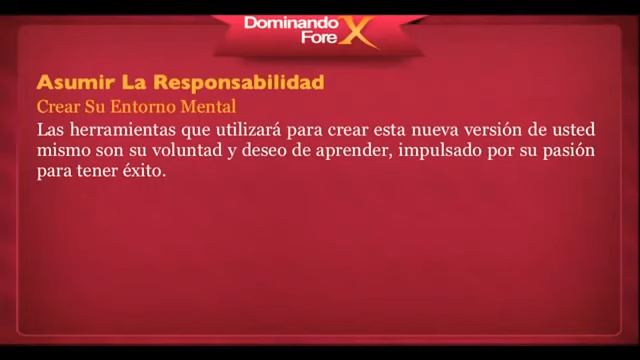 Dominando
ForeX
Asumir La Responsabilidad
Crear Su Entorno Mental
Las herramientas que utilizará para crear esta nueva versión de usted
mismo son su voluntad y deseo de aprender, impulsado por su pasión
para tener éxito.